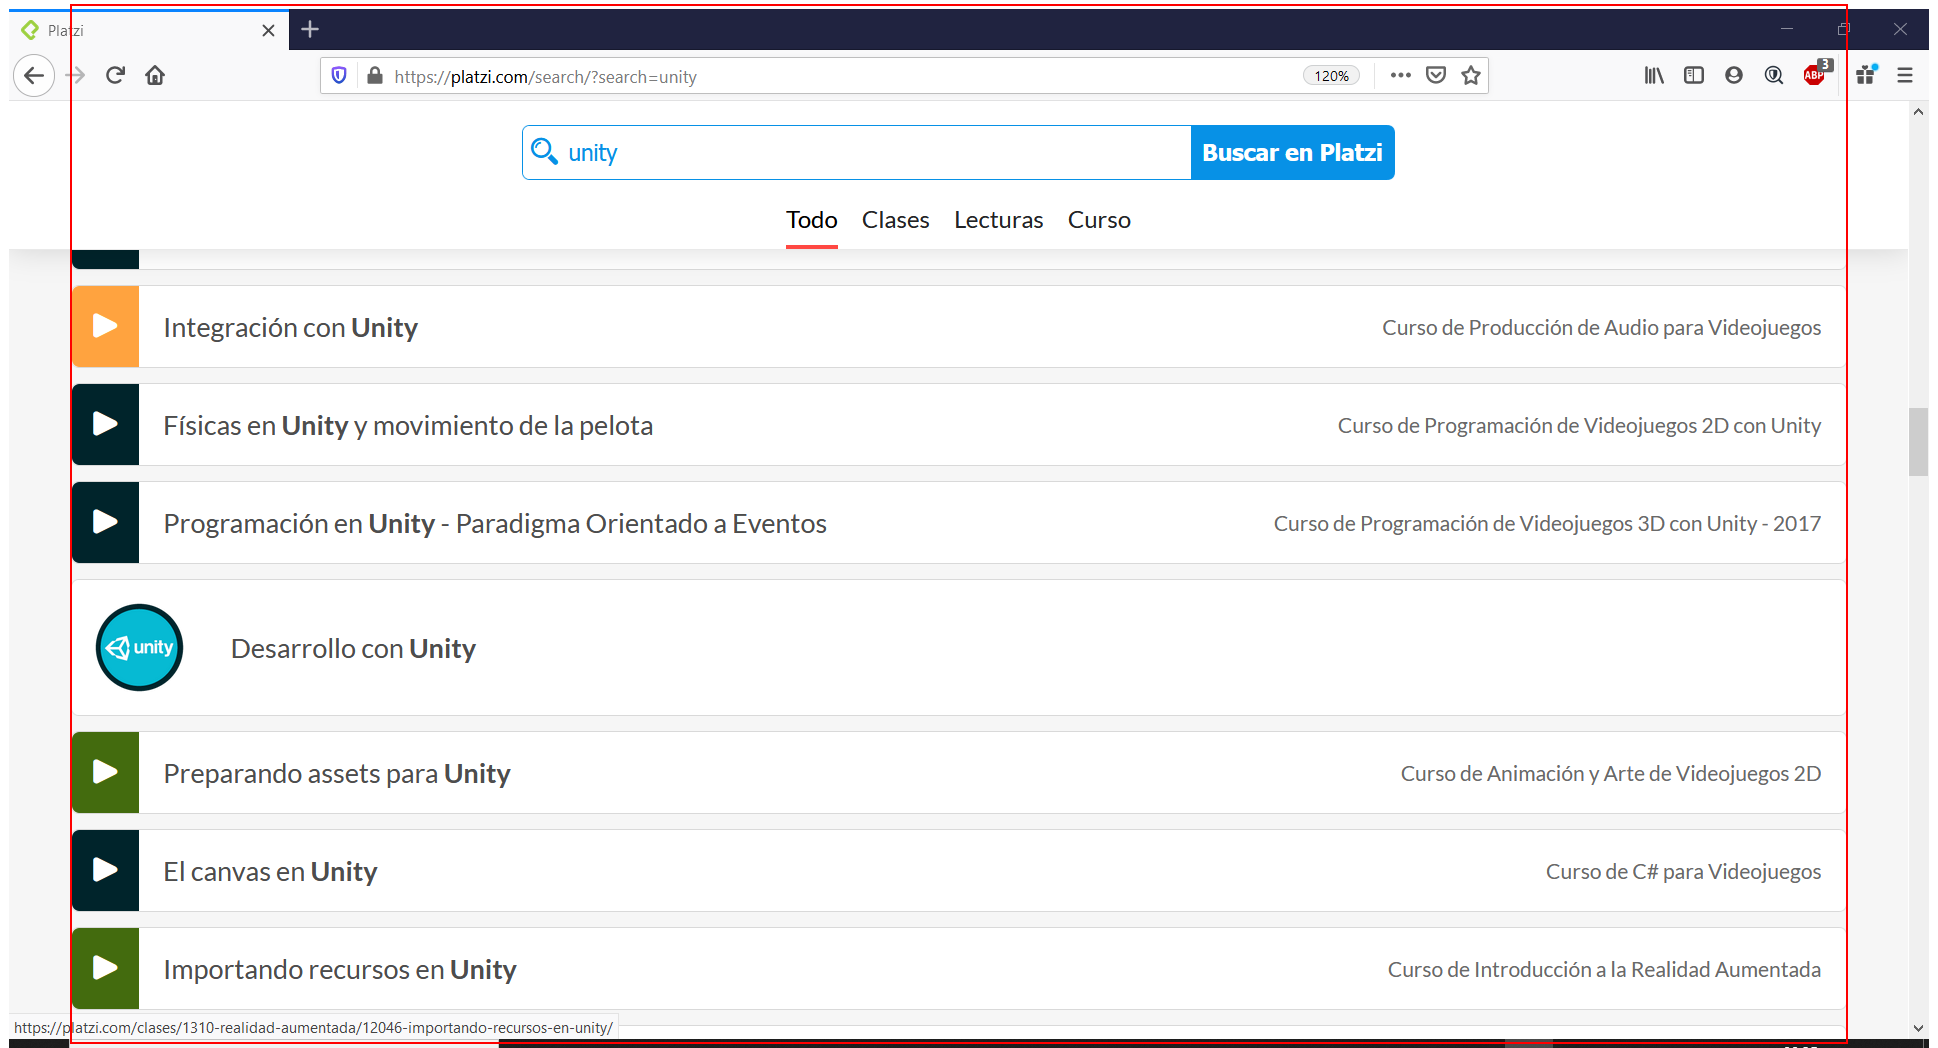 Platzi
https://platzi.com/search/?search=unity
120%
ABP
3
unity
Buscar en Platzi
Todo Clases Lecturas Curso
Integración con Unity
Curso de Producción de Audio para Videojuegos
Físicas en Unity y movimiento de la pelota
Curso de Programación de Videojuegos 2D con Unity
Programación en Unity - Paradigma Orientado a Eventos
Curso de Programación de Videojuegos 3D con Unity - 2017
unity
Desarrollo con Unity
Preparando assets para Unity
Curso de Animación y Arte de Videojuegos 2D
El canvas en Unity
Curso de C# para Videojuegos
Importando recursos en Unity
Curso de Introducción a la Realidad Aumentada
https://platzi.com/clases/1310-realidad-aumentada/12046-importando-recursos-en-unity/